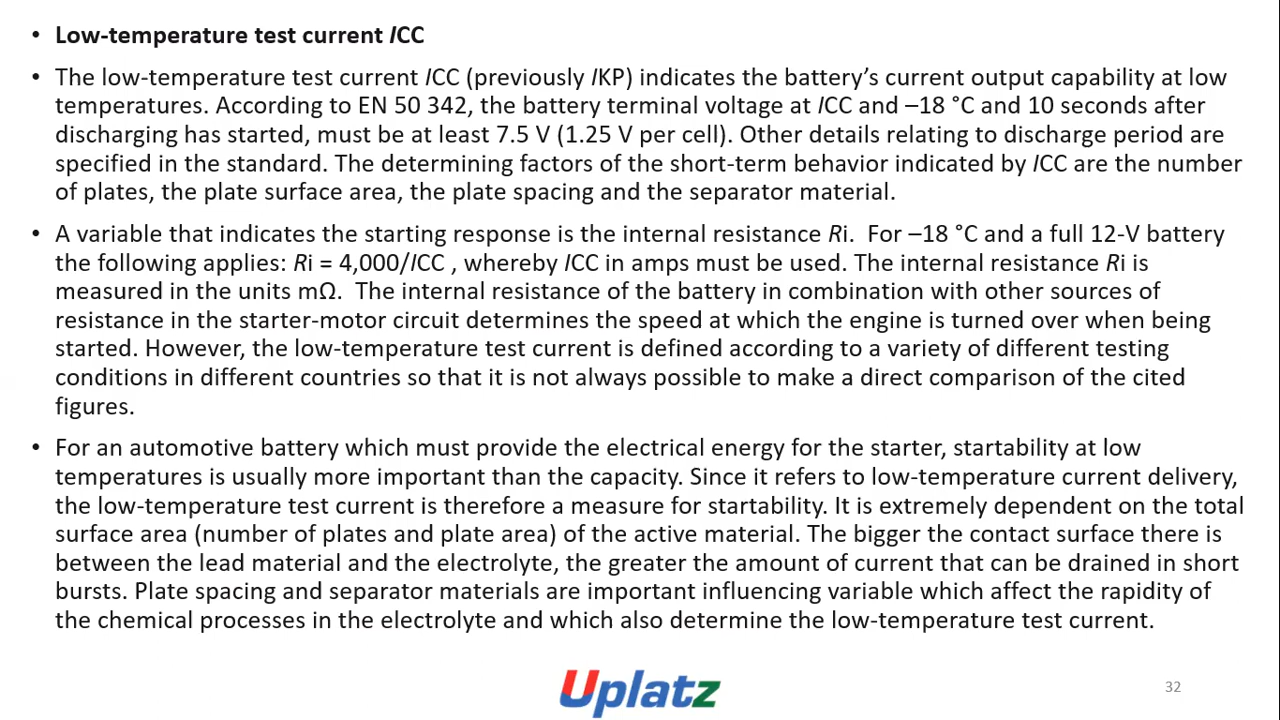 • Low-temperature test current ICC
• The low-temperature test current ICC (previously IKP) indicates the battery’s current output capability at low
temperatures. According to EN 50 342, the battery terminal voltage at ICC and –18 °C and 10 seconds after
discharging has started, must be at least 7.5 V (1.25 V per cell). Other details relating to discharge period are
specified in the standard. The determining factors of the short-term behavior indicated by ICC are the number
of plates, the plate surface area, the plate spacing and the separator material.
• A variable that indicates the starting response is the internal resistance Ri.  For –18 °C and a full 12-V battery
the following applies: Ri = 4,000/ICC , whereby ICC in amps must be used. The internal resistance Ri is
measured in the units mΩ.  The internal resistance of the battery in combination with other sources of
resistance in the starter-motor circuit determines the speed at which the engine is turned over when being
started. However, the low-temperature test current is defined according to a variety of different testing
conditions in different countries so that it is not always possible to make a direct comparison of the cited
figures.
• For an automotive battery which must provide the electrical energy for the starter, startability at low
temperatures is usually more important than the capacity. Since it refers to low-temperature current delivery,
the low-temperature test current is therefore a measure for startability. It is extremely dependent on the total
surface area (number of plates and plate area) of the active material. The bigger the contact surface there is
between the lead material and the electrolyte, the greater the amount of current that can be drained in short
bursts. Plate spacing and separator materials are important influencing variable which affect the rapidity of
the chemical processes in the electrolyte and which also determine the low-temperature test current.
Uplatz
32